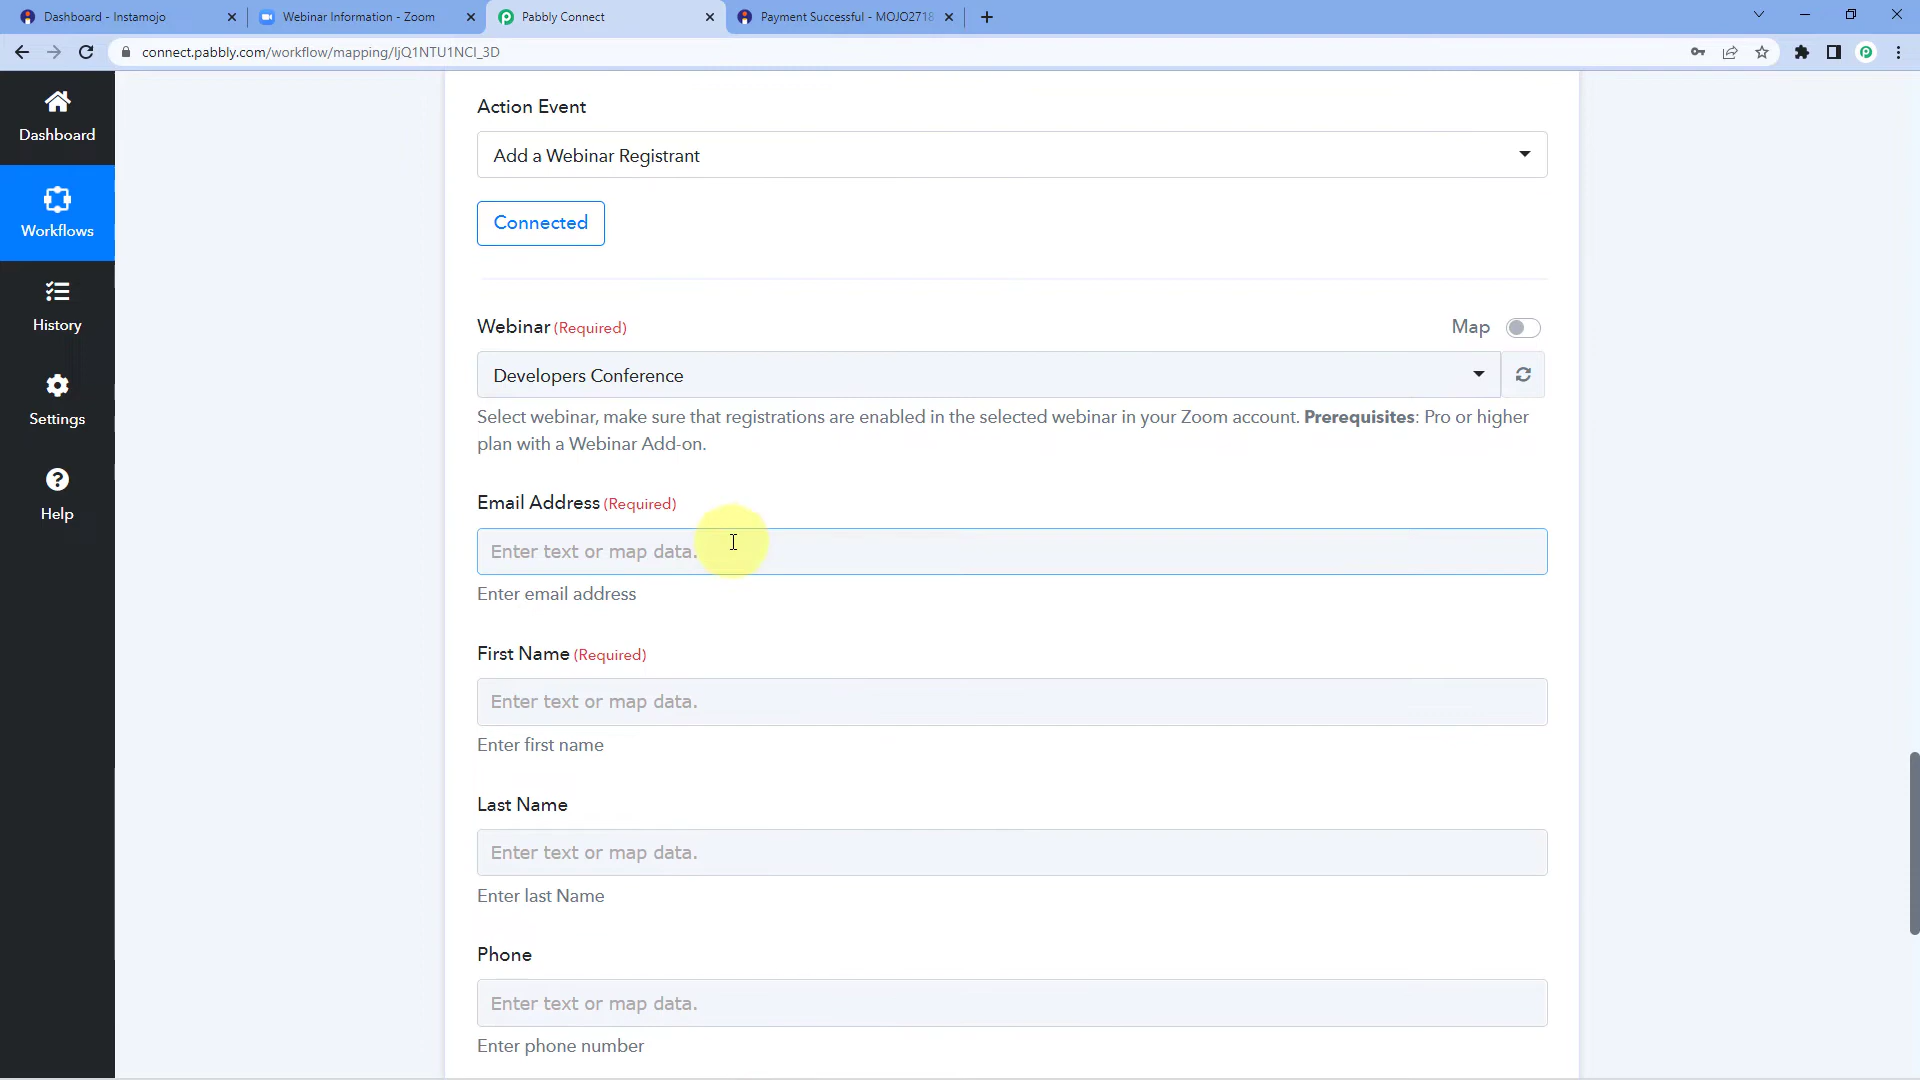 Dashboard - Instamojo
Webinar Information - Zoom
Pabbly Connect
Payment Successful - MOJO2718
connect.pabbly.com/workflow/mapping/IjQ1NTU1NCI_3D
Dashboard
Workflows
History
Settings
Help
Action Event
Add a Webinar Registrant
Connected
Webinar (Required)
Map
Developers Conference
Select webinar, make sure that registrations are enabled in the selected webinar in your Zoom account. Prerequisites: Pro or higher
plan with a Webinar Add-on.
Email Address (Required)
Enter text or map data.
Enter email address
First Name (Required)
Enter text or map data.
Enter first name
Last Name
Enter text or map data.
Enter last Name
Phone
Enter text or map data.
Enter phone number